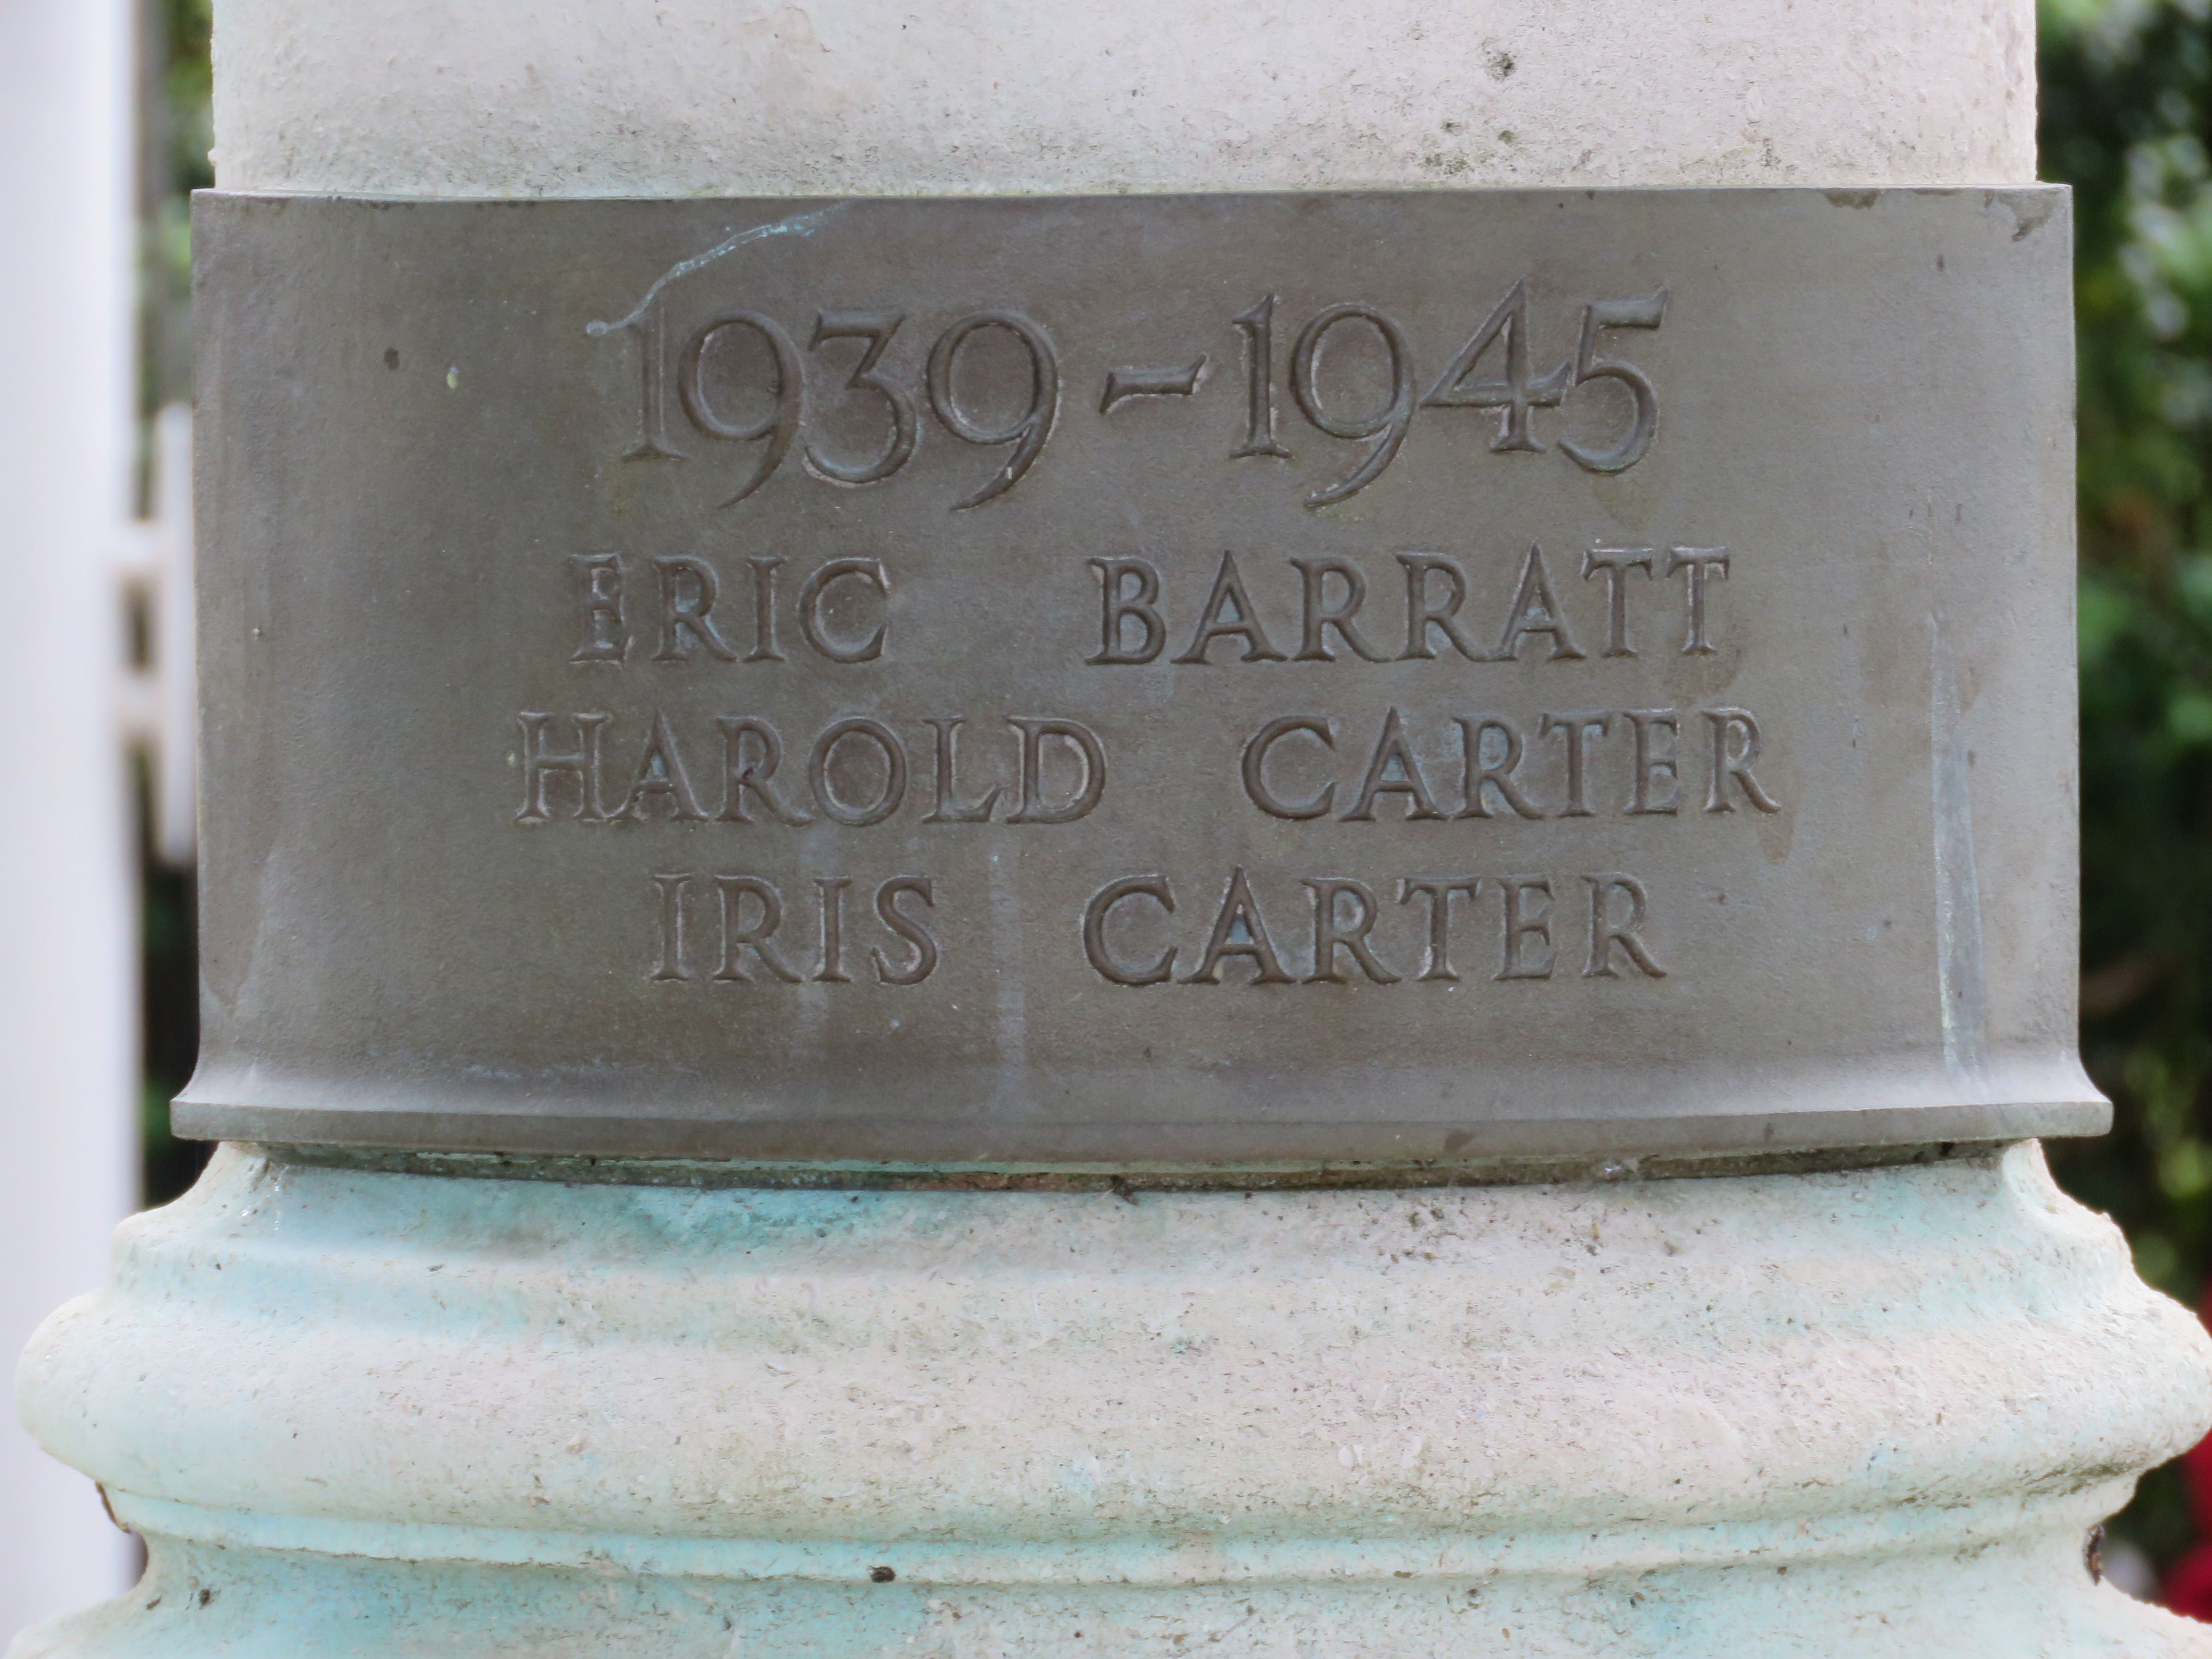 1939-1945
ERIC BARRATT
HAROLD CARTER
IRIS CARTER